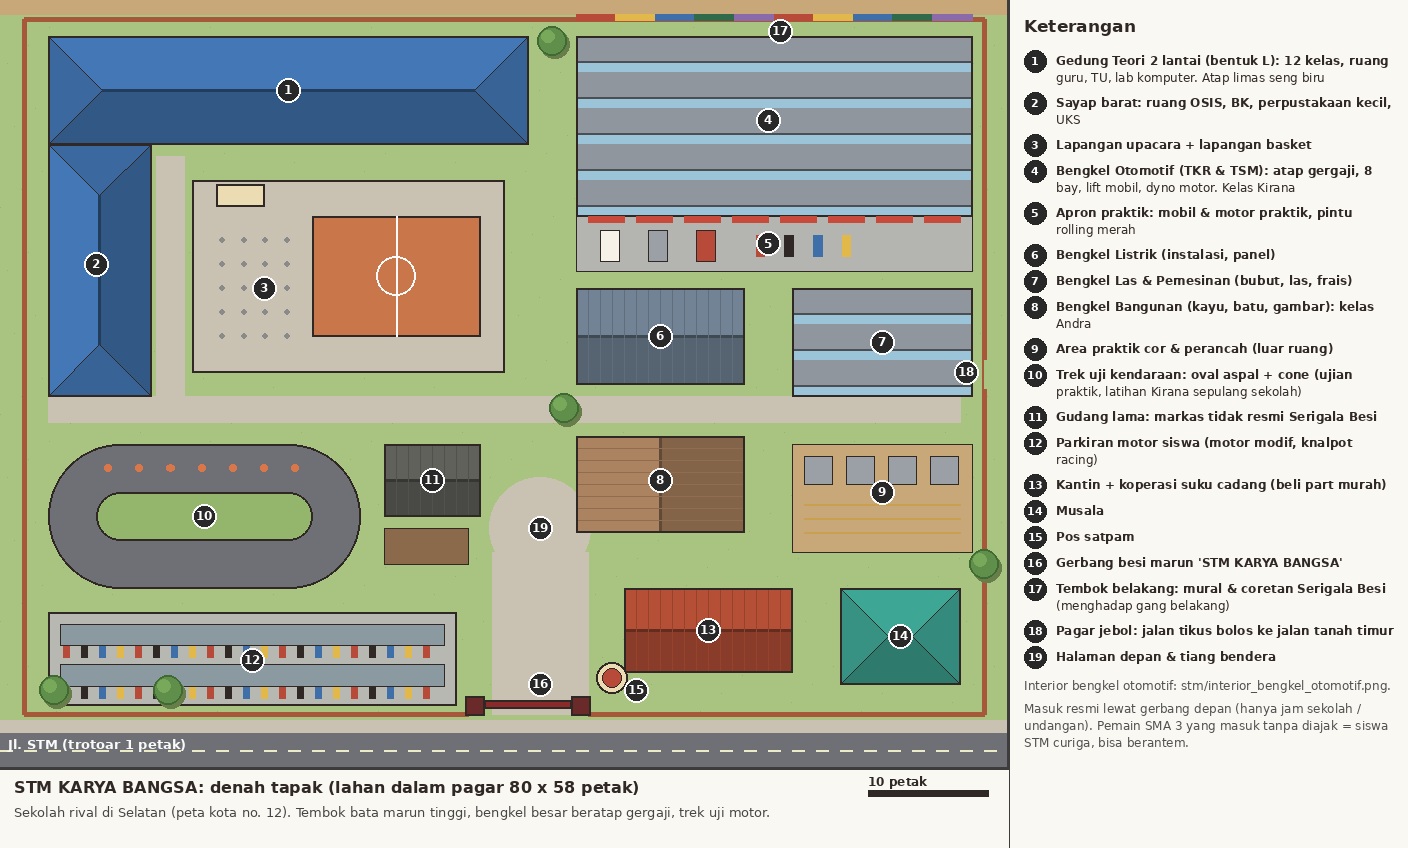 17
1
4
2
3
5
6
7
18
11
8
9
10
19
12
13
14
16
15
Jl. STM (trotoar 1 petak)
STM KARYA BANGSA: denah tapak (lahan dalam pagar 80 x 58 petak)
10 petak
Sekolah rival di Selatan (peta kota no. 12). Tembok bata marun tinggi, bengkel besar beratap gergaji, trek uji motor.
Keterangan
1 Gedung Teori 2 lantai (bentuk L): 12 kelas, ruang
guru, TU, lab komputer. Atap limas seng biru
2 Sayap barat: ruang OSIS, BK, perpustakaan kecil,
UKS
3 Lapangan upacara + lapangan basket
4 Bengkel Otomotif (TKR & TSM): atap gergaji, 8
bay, lift mobil, dyno motor. Kelas Kirana
5 Apron praktik: mobil & motor praktik, pintu
rolling merah
6 Bengkel Listrik (instalasi, panel)
7 Bengkel Las & Pemesinan (bubut, las, frais)
8 Bengkel Bangunan (kayu, batu, gambar): kelas
Andra
9 Area praktik cor & perancah (luar ruang)
10 Trek uji kendaraan: oval aspal + cone (ujian
praktik, latihan Kirana sepulang sekolah)
11 Gudang lama: markas tidak resmi Serigala Besi
12 Parkiran motor siswa (motor modif, knalpot
racing)
13 Kantin + koperasi suku cadang (beli part murah)
14 Musala
15 Pos satpam
16 Gerbang besi marun 'STM KARYA BANGSA'
17 Tembok belakang: mural & coretan Serigala Besi
(menghadap gang belakang)
18 Pagar jebol: jalan tikus bolos ke jalan tanah timur
19 Halaman depan & tiang bendera
Interior bengkel otomotif: stm/interior_bengkel_otomotif.png.
Masuk resmi lewat gerbang depan (hanya jam sekolah /
undangan). Pemain SMA 3 yang masuk tanpa diajak = siswa
STM curiga, bisa berantem.